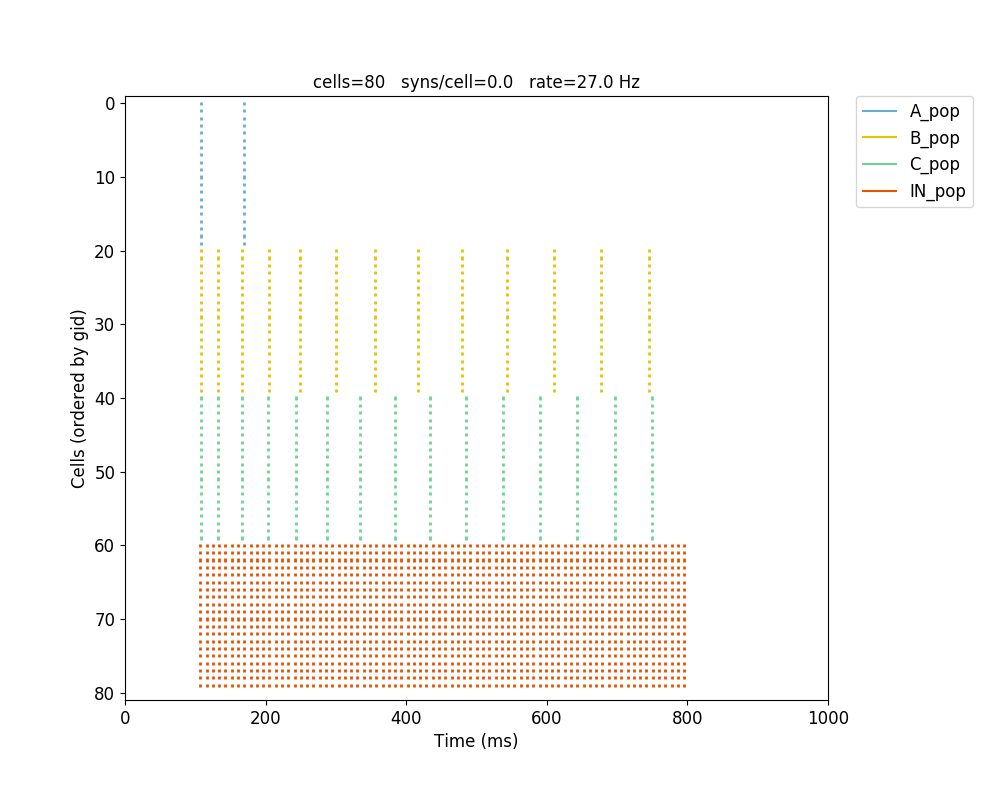 cells=80 syns/cell=0.0 rate=27.0 Hz
A_pop
B_pop
C_pop
IN_pop
Cells (ordered by gid)
0
10
20
30
40
50
60
70
80
0 200 400 600 800 1000
Time (ms)